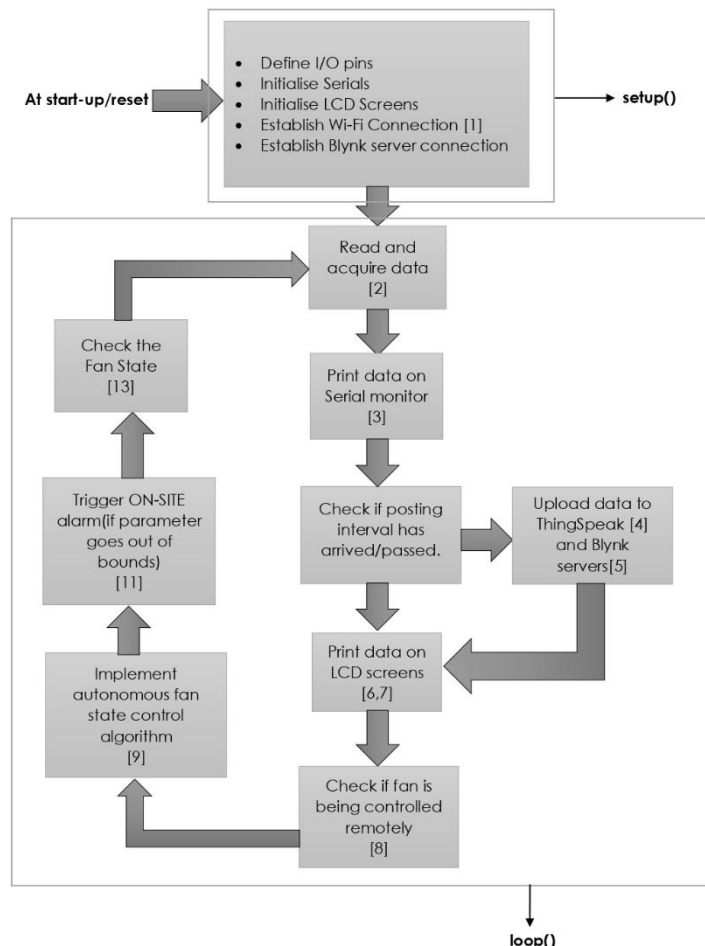 At start-up/reset
• Define I/O pins
• Initialise Serials
• Initialise LCD Screens
• Establish Wi-Fi Connection [1]
• Establish Blynk server connection
setup()
Read and
acquire data
[2]
Print data on
Serial monitor
[3]
Check if posting
interval has
arrived/passed.
Upload data to
ThingSpeak [4]
and Blynk
servers[5]
Print data on
LCD screens
[6,7]
Check if fan is
being controlled
remotely
[8]
Implement
autonomous fan
state control
algorithm
[9]
Trigger ON-SITE
alarm(if parameter
goes out of
bounds)
[11]
Check the
Fan State
[13]
loop()